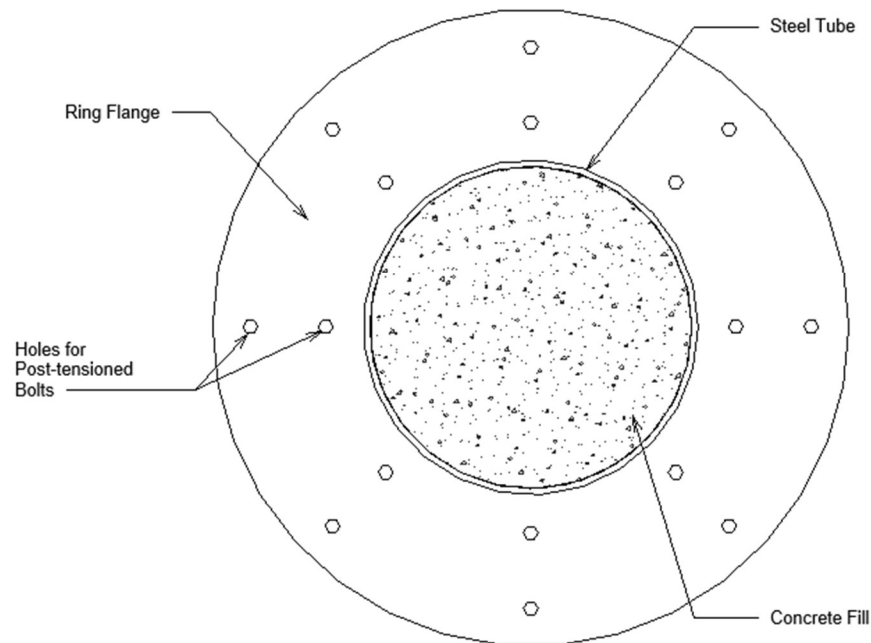 Steel Tube
Ring Flange
Holes for
Post-tensioned
Bolts
Concrete Fill